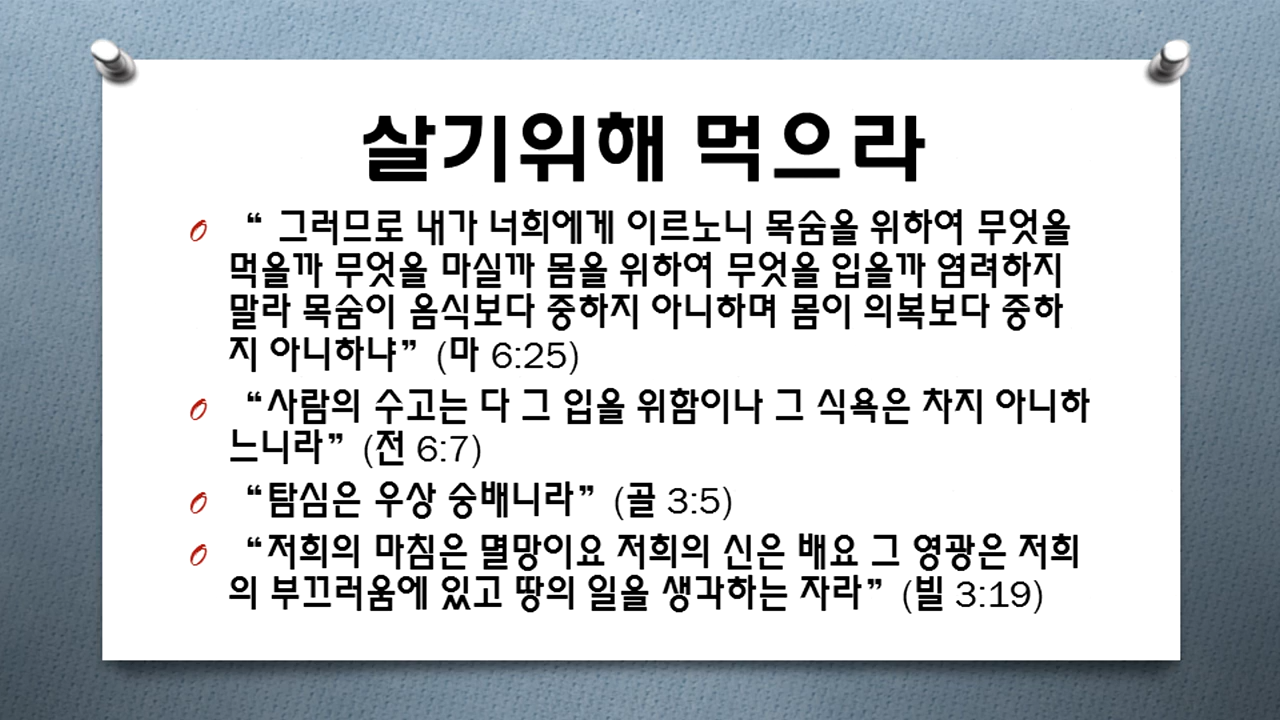 살기위해 먹으라
“ 그러므로 내가 너희에게 이르노니 목숨을 위하여 무엇을
먹을까 무엇을 마실까 몸을 위하여 무엇을 입을까 염려하지
말라 목숨이 음식보다 중하지 아니하며 몸이 의복보다 중하
지 아니하냐” (마 6:25)
“사람의 수고는 다 그 입을 위함이나 그 식욕은 차지 아니하
느니라” (전 6:7)
“탐심은 우상 숭배니라” (골 3:5)
“저희의 마침은 멸망이요 저희의 신은 배요 그 영광은 저희
의 부끄러움에 있고 땅의 일을 생각하는 자라” (빌 3:19)